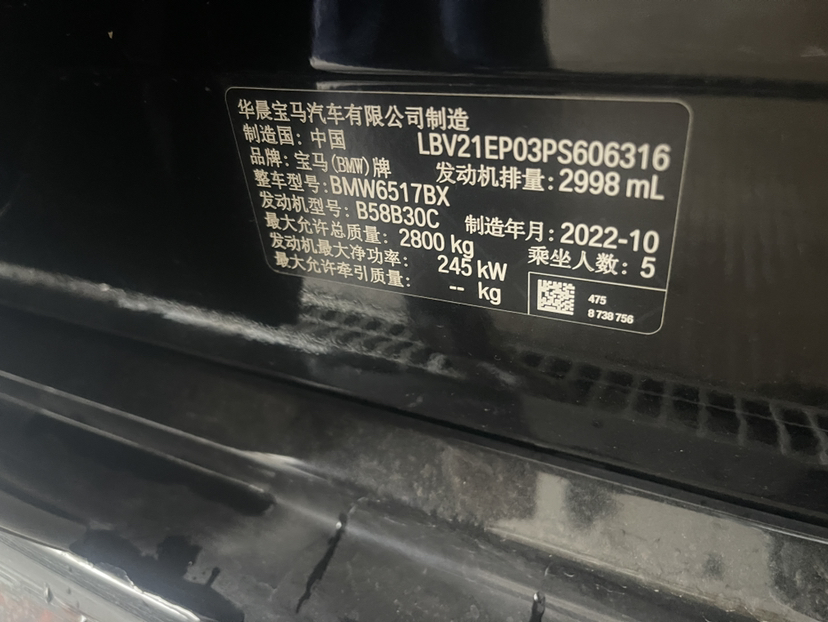 华晨宝马汽车有限公司制造
制造国: 中国 LBV21EP03PS606316
品牌: 宝马(BMW)牌 发动机排量: 2998 mL
整车型号: BMW6517BX
发动机型号: B58B30C 制造年月: 2022-10
最大允许总质量: 2800 kg 乘坐人数: 5
发动机最大净功率: 245 kW
最大允许牵引质量: -- kg
475
8 738 756